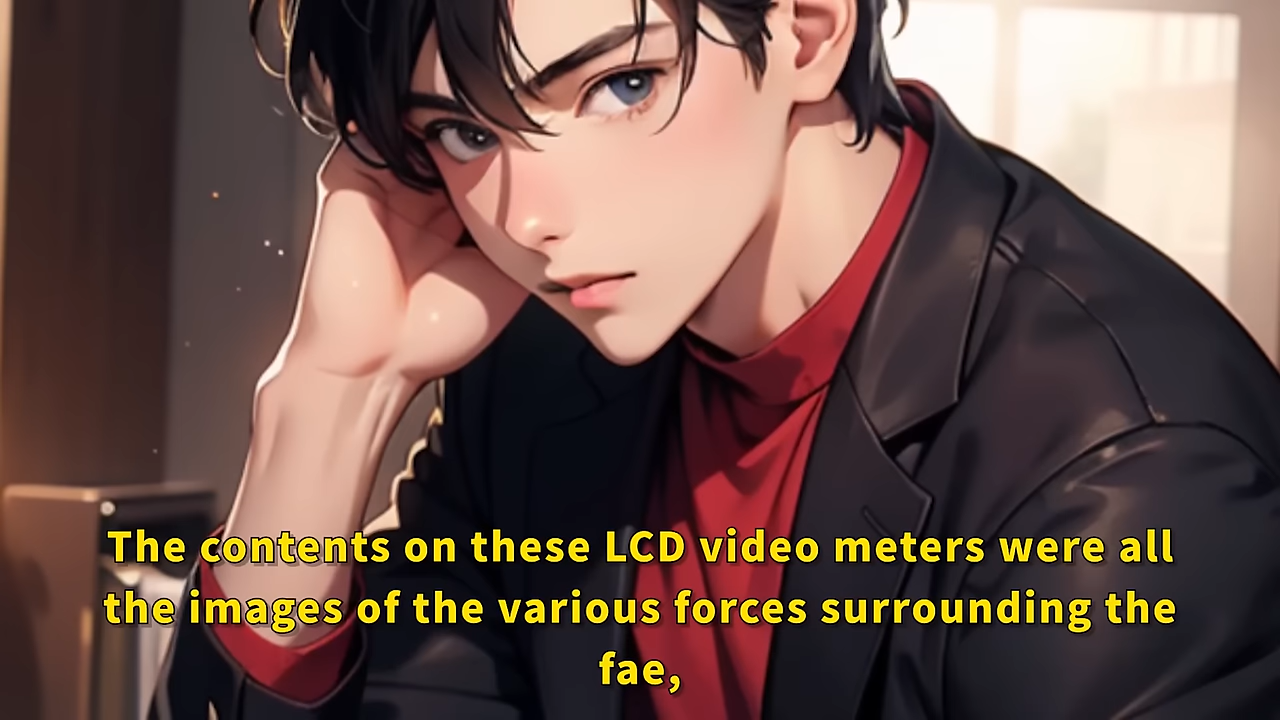 The contents on these LCD video meters were all
the images of the various forces surrounding the
fae,